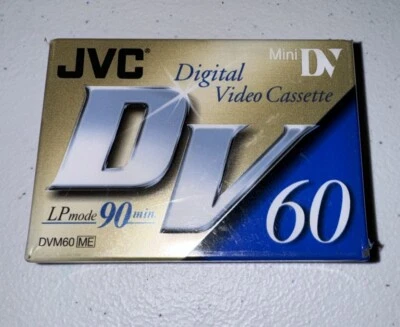 JVC
Mini DV
Digital
Video Cassette
DV
LP mode 90 min
60
DVM60 ME